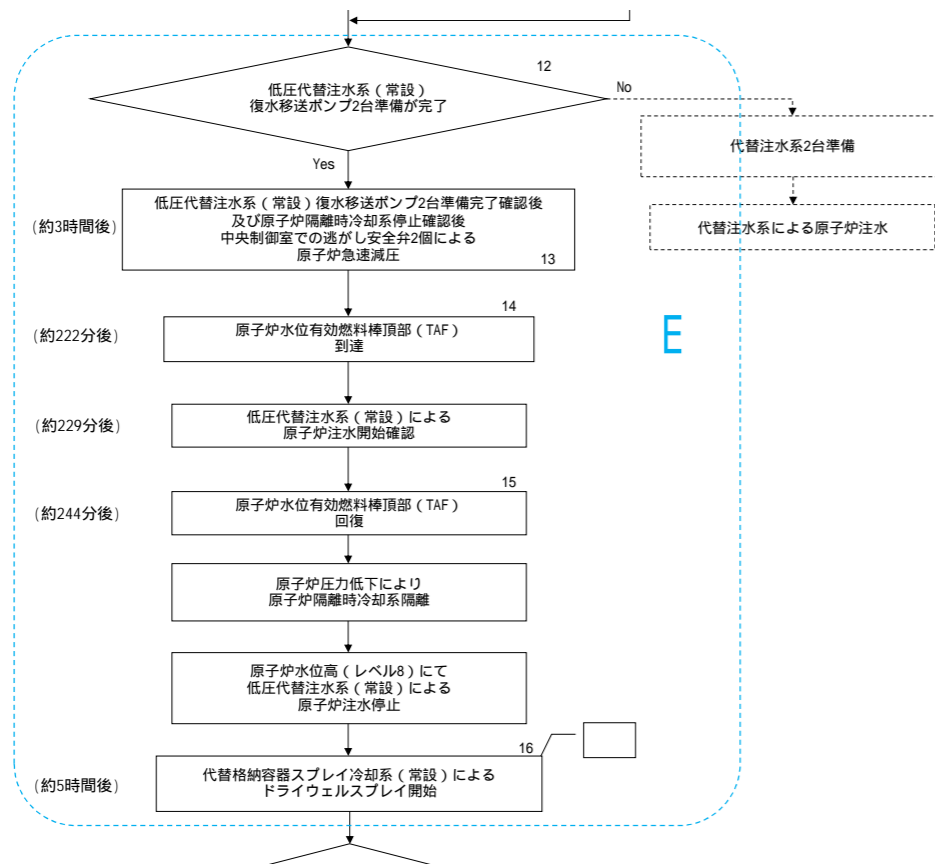 12
低圧代替注水系(常設)
復水移送ポンプ2台準備が完了
No
代替注水系2台準備
Yes
代替注水系による原子炉注水
(約3時間後)
低圧代替注水系(常設)復水移送ポンプ2台準備完了確認後
及び原子炉隔離時冷却系停止確認後
中央制御室での逃がし安全弁2個による
原子炉急速減圧
13
14
(約222分後)
原子炉水位有効燃料棒頂部(TAF)
到達
E
(約229分後)
低圧代替注水系(常設)による
原子炉注水開始確認
15
(約244分後)
原子炉水位有効燃料棒頂部(TAF)
回復
原子炉圧力低下により
原子炉隔離時冷却系隔離
原子炉水位高(レベル8)にて
低圧代替注水系(常設)による
原子炉注水停止
16
(約5時間後)
代替格納容器スプレイ冷却系(常設)による
ドライウェルスプレイ開始